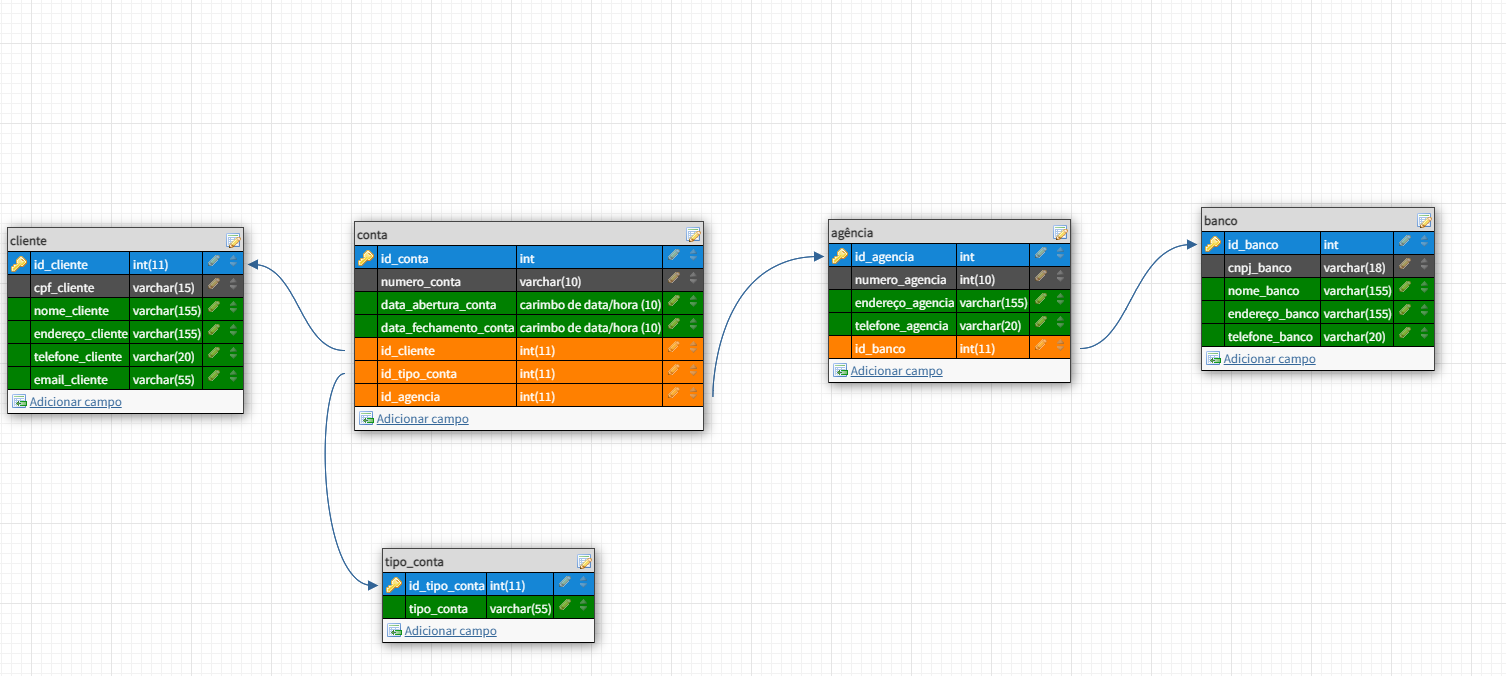 cliente
id_cliente int(11)
cpf_cliente varchar(15)
nome_cliente varchar(155)
endereço_cliente varchar(155)
telefone_cliente varchar(20)
email_cliente varchar(55)
Adicionar campo
conta
id_conta int
numero_conta varchar(10)
data_abertura_conta carimbo de data/hora (10)
data_fechamento_conta carimbo de data/hora (10)
id_cliente int(11)
id_tipo_conta int(11)
id_agencia int(11)
Adicionar campo
agência
id_agencia int
numero_agencia int(10)
endereço_agencia varchar(155)
telefone_agencia varchar(20)
id_banco int(11)
Adicionar campo
banco
id_banco int
cnpj_banco varchar(18)
nome_banco varchar(155)
endereço_banco varchar(155)
telefone_banco varchar(20)
Adicionar campo
tipo_conta
id_tipo_conta int(11)
tipo_conta varchar(55)
Adicionar campo